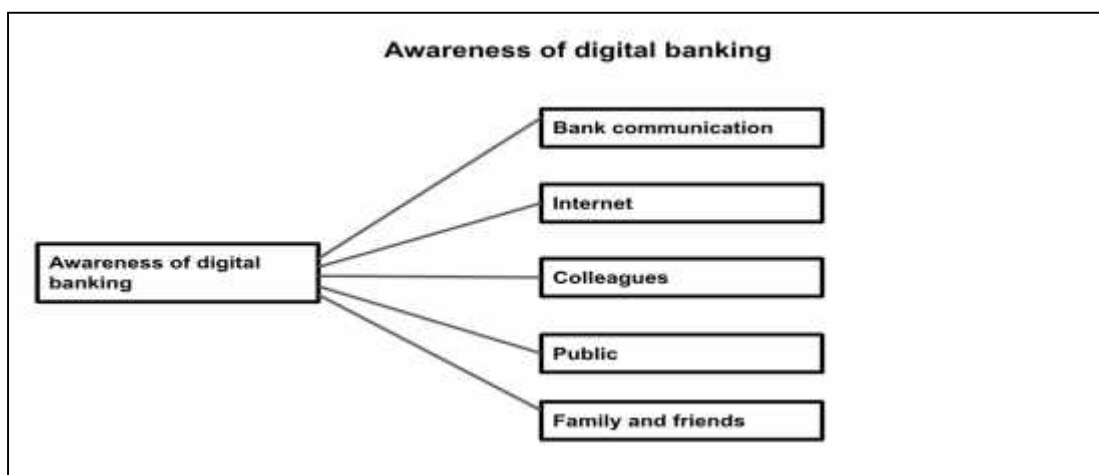 Awareness of digital banking
Bank communication
Internet
Awareness of digital
banking
Colleagues
Public
Family and friends